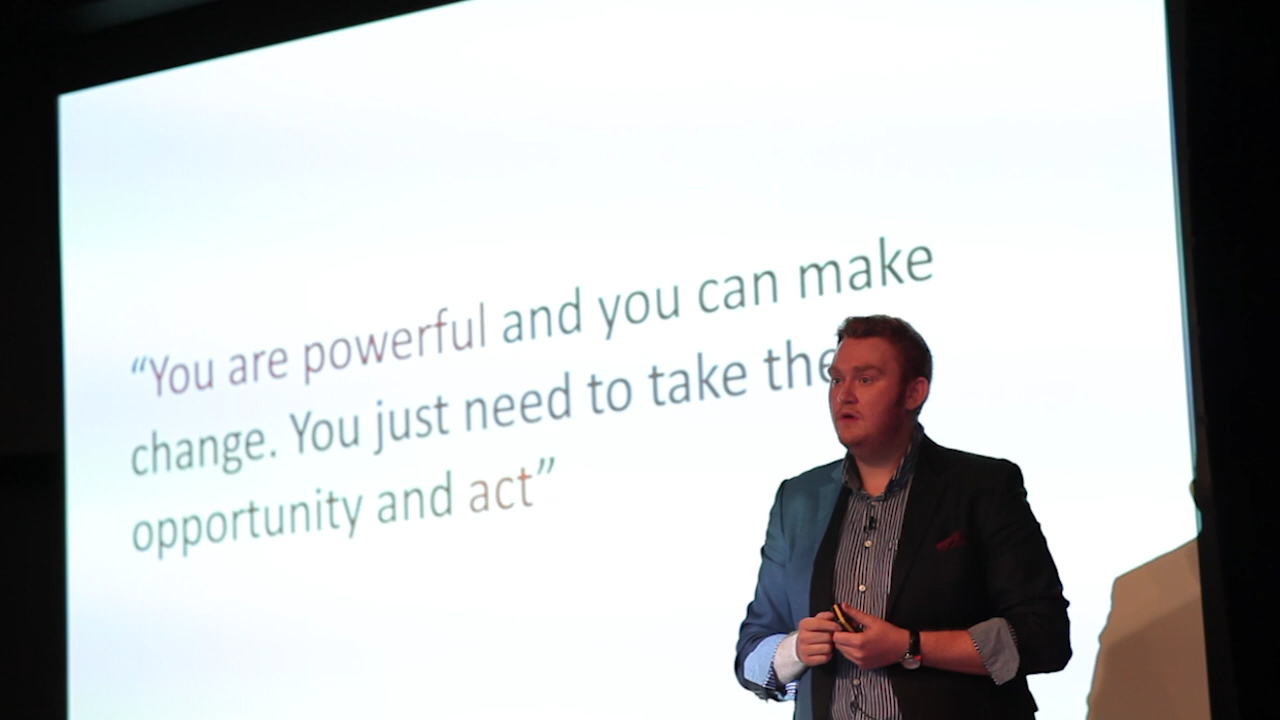 “You are powerful and you can make
change. You just need to take the
opportunity and act”